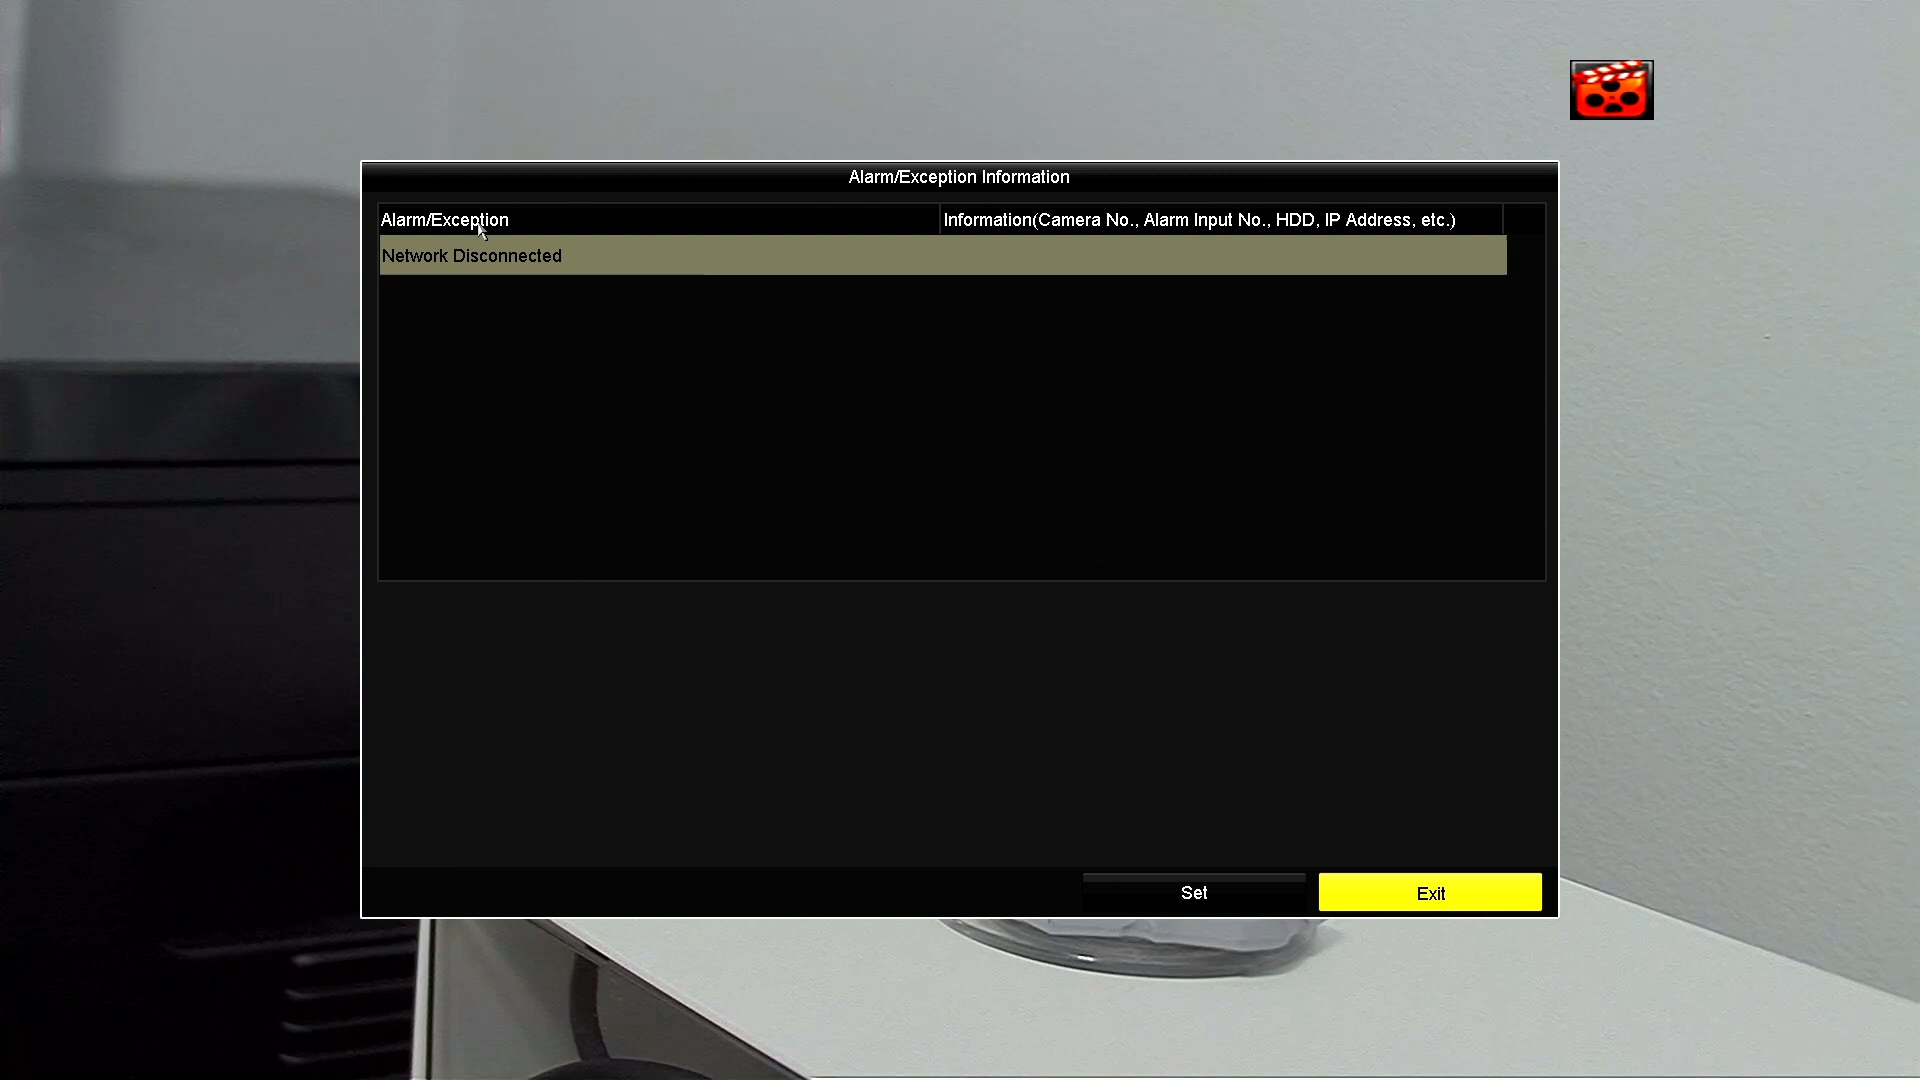 Alarm/Exception Information
Alarm/Exception Information(Camera No., Alarm Input No., HDD, IP Address, etc.)
Network Disconnected
Set Exit